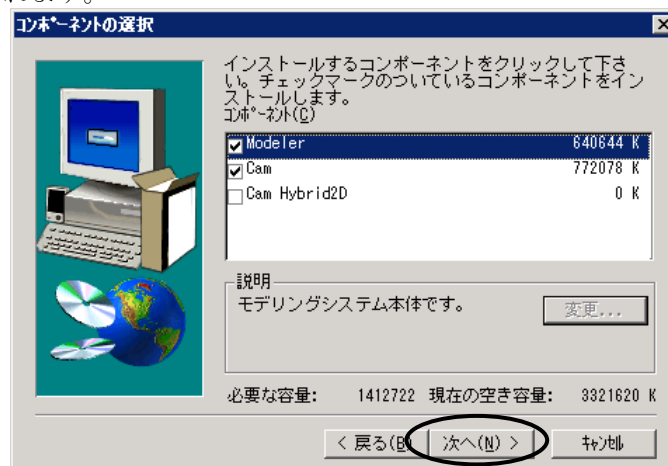 れます。
コンポーネントの選択
インストールするコンポーネントをクリックして下さ
い。チェックマークのついているコンポーネントをイン
ストールします。
コンポーネント(C)
Modeler 640644 K
Cam 772078 K
Cam Hybrid2D 0 K
説明
モデリングシステム本体です。
変更...
必要な容量: 1412722 現在の空き容量: 3321620 K
< 戻る(B) 次へ(N) > キャンセル